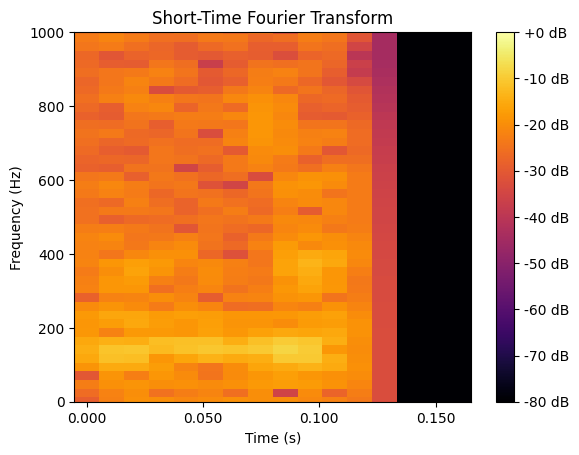 Short-Time Fourier Transform
1000
800
600
400
200
0
Frequency (Hz)
0.000
0.050
0.100
0.150
Time (s)
+0 dB
-10 dB
-20 dB
-30 dB
-40 dB
-50 dB
-60 dB
-70 dB
-80 dB